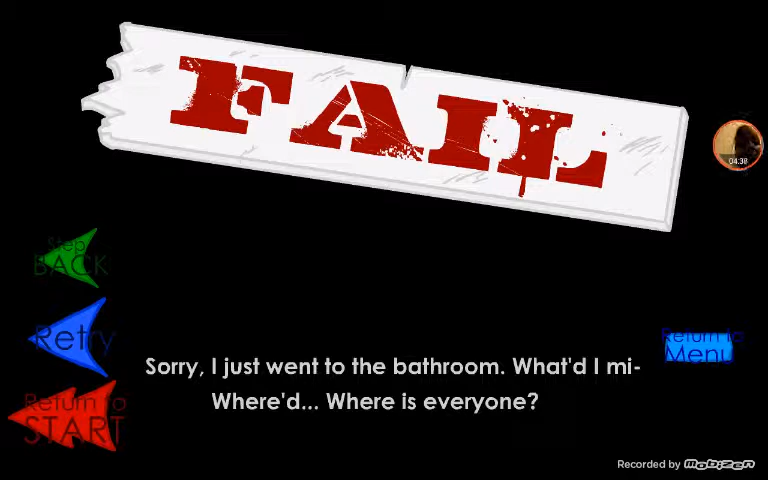 FAIL
04:38
Step
BACK
Retry
Sorry, I just went to the bathroom. What'd I mi-
Where'd... Where is everyone?
Return to
START
Return to
Menu
Recorded by Mobizen